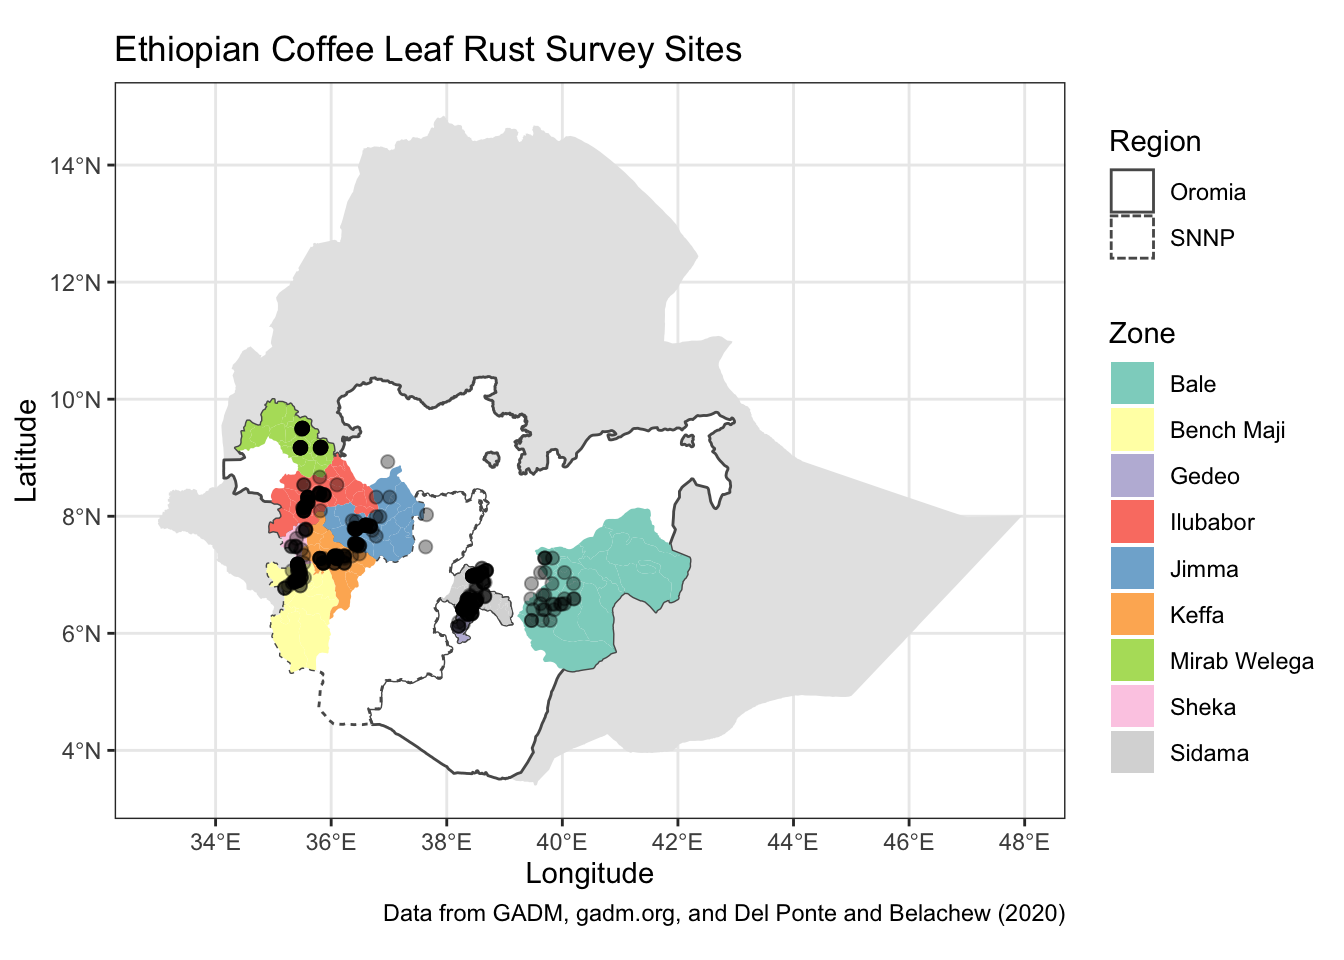 Ethiopian Coffee Leaf Rust Survey Sites
14°N
12°N
10°N
8°N
6°N
4°N
Latitude
34°E 36°E 38°E 40°E 42°E 44°E 46°E 48°E
Longitude
Data from GADM, gadm.org, and Del Ponte and Belachew (2020)
Region
Oromia
SNNP
Zone
Bale
Bench Maji
Gedeo
Ilubabor
Jimma
Keffa
Mirab Welega
Sheka
Sidama